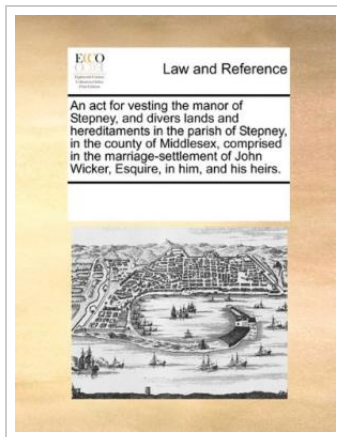 ECCO
Law and Reference
An act for vesting the manor of
Stepney, and divers lands and
hereditaments in the parish of Stepney,
in the county of Middlesex, comprised
in the marriage-settlement of John
Wicker, Esquire, in him, and his heirs.